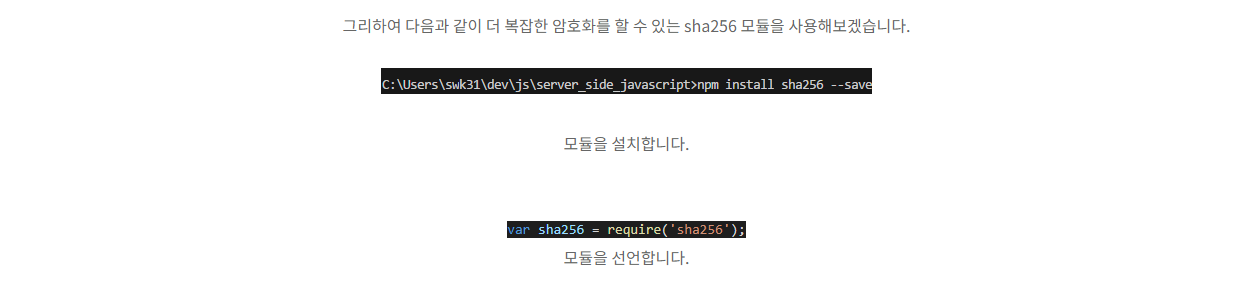 그리하여 다음과 같이 더 복잡한 암호화를 할 수 있는 sha256 모듈을 사용해보겠습니다.
C:\Users\swk31\dev\js\server_side_javascript>npm install sha256 --save
모듈을 설치합니다.
var sha256 = require('sha256');
모듈을 선언합니다.